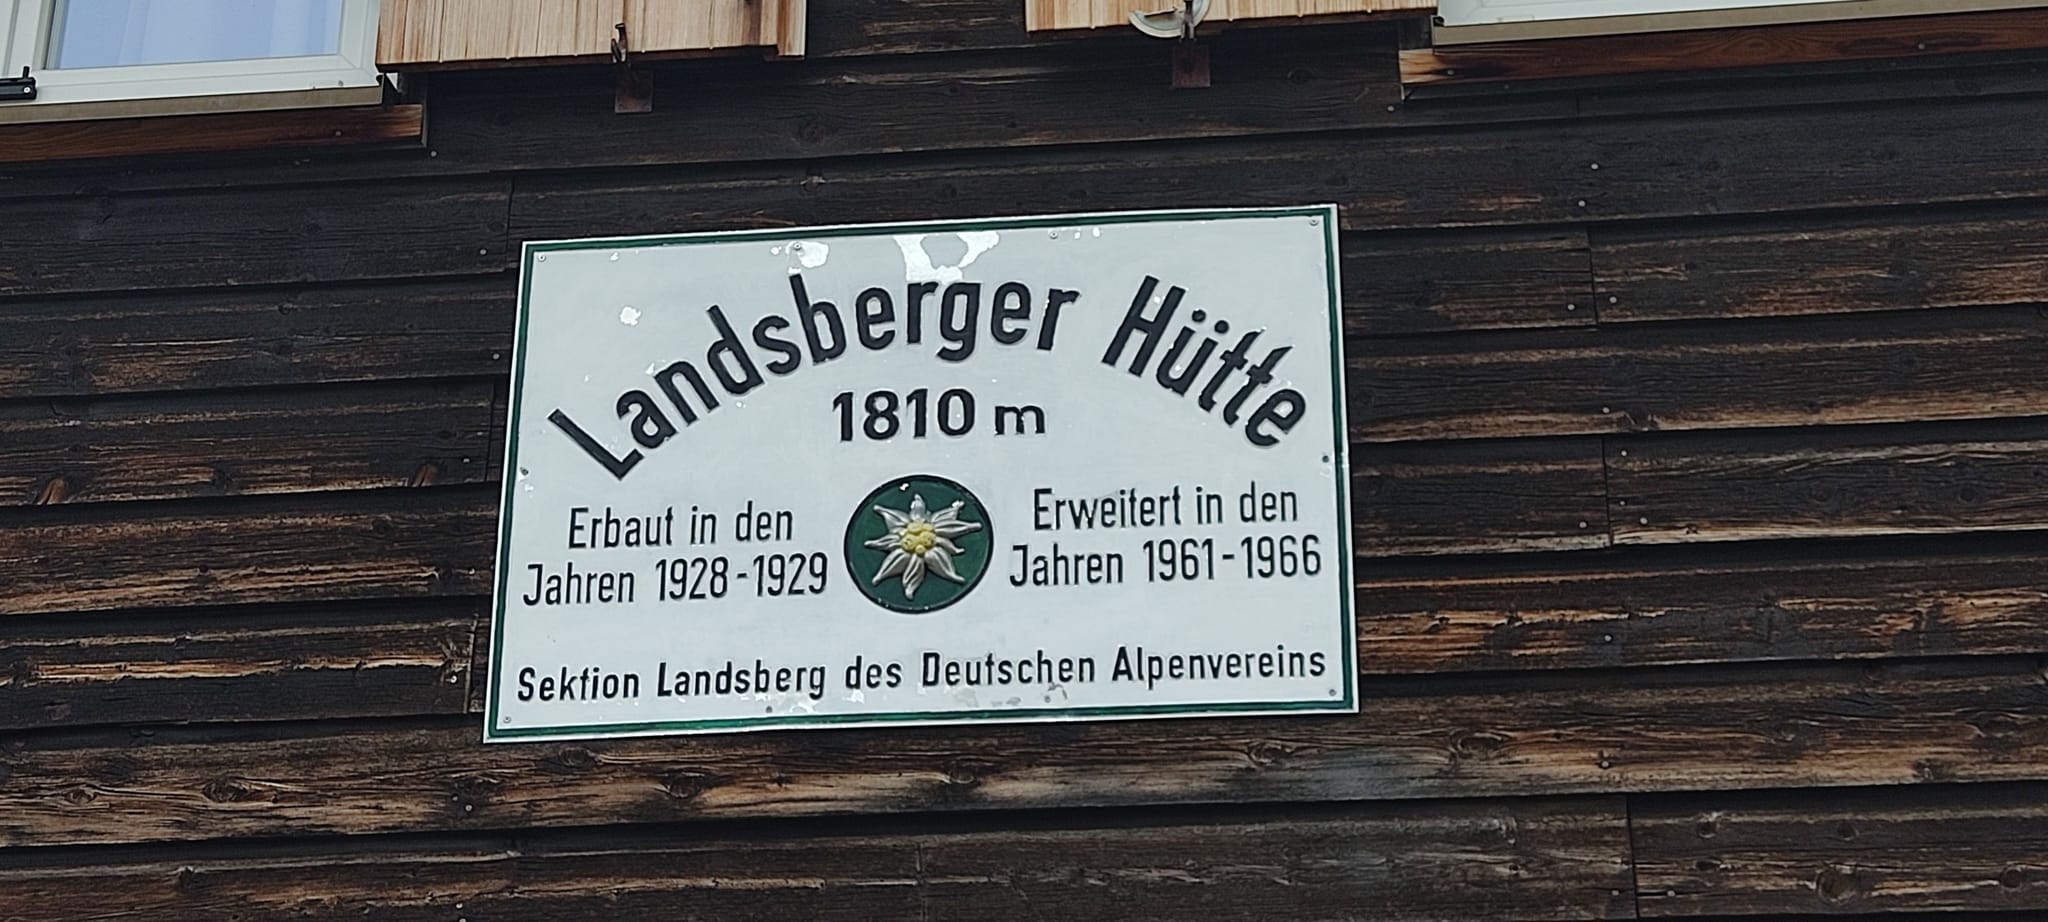 Landsberger Hütte
1810 m
Erbaut in den
Jahren 1928-1929
Erweitert in den
Jahren 1961-1966
Sektion Landsberg des Deutschen Alpenvereins